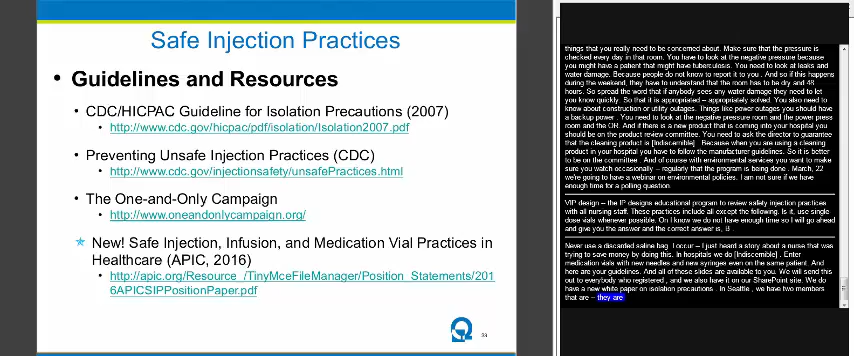 Safe Injection Practices
• Guidelines and Resources
• CDC/HICPAC Guideline for Isolation Precautions (2007)
• http://www.cdc.gov/hicpac/pdf/isolation/Isolation2007.pdf
• Preventing Unsafe Injection Practices (CDC)
• http://www.cdc.gov/injectionsafety/unsafePractices.html
• The One-and-Only Campaign
• http://www.oneandonlycampaign.org/
New! Safe Injection, Infusion, and Medication Vial Practices in
Healthcare (APIC, 2016)
• http://apic.org/Resource_/TinyMceFileManager/Position_Statements/201
6APICSIPPositionPaper.pdf
33
things that you really need to be concerned about. Make sure that the pressure is
checked every day in that room. You have to look at the negative pressure because
you might have a patient that might have tuberculosis. You need to look at leaks and
water damage. Because people do not know to report it to you . And so if this happens
during the weekend, they have to understand that the room has to be dry and 48
hours. So spread the word that if anybody sees any water damage they need to let
you know quickly. So that it is appropriated – appropriately solved. You also need to
know about construction or utility outages. Things like power outages you should have
a backup power . You need to look at the negative pressure room and the power press
room and the OR. And if there is a new product that is coming into your hospital you
should be on the product review committee. You need to ask the director to guarantee
that the cleaning product is [Indiscernible] . Because when you are using a cleaning
product in your hospital you have to follow the manufacturer guidelines. So it is better
to be on the committee . And of course with environmental services you want to make
sure you watch occasionally – regularly that the program is being done . March, 22
we're going to have a webinar on environmental policies. I am not sure if we have
enough time for a polling question.
VIP design – the IP designs educational program to review safety injection practices
with all nursing staff. These practices include all except the following. Is it, use single
dose vials whenever possible. Oh I know we do not have enough time so I will go ahead
and give you the answer and the correct answer is, B .
Never use a discarded saline bag. I occur – I just heard a story about a nurse that was
trying to save money by doing this. In hospitals we do [Indiscernible] . Enter
medication vials with new needles and new syringes even on the same patient. And
here are your guidelines. And all of these slides are available to you. We will send this
out to everybody who registered , and we also have it on our SharePoint site. We do
have a new white paper on isolation precautions . In Seattle , we have two members
that are – they are